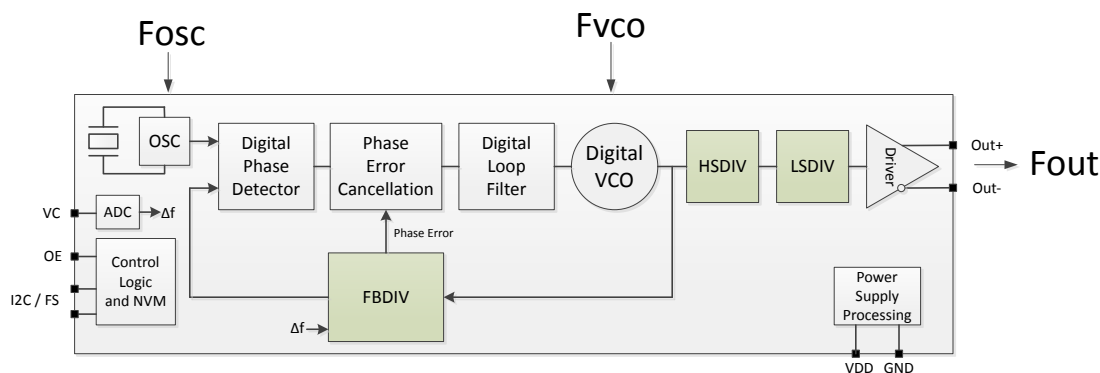 Fosc
Fvco
OSC
Digital
Phase
Detector
Phase
Error
Cancellation
Digital
Loop
Filter
Digital
VCO
HSDIV
LSDIV
Driver
Out+
Out-
Fout
VC
ADC
Δf
Phase Error
OE
I2C / FS
Control
Logic
and NVM
FBDIV
Δf
Power
Supply
Processing
VDD
GND